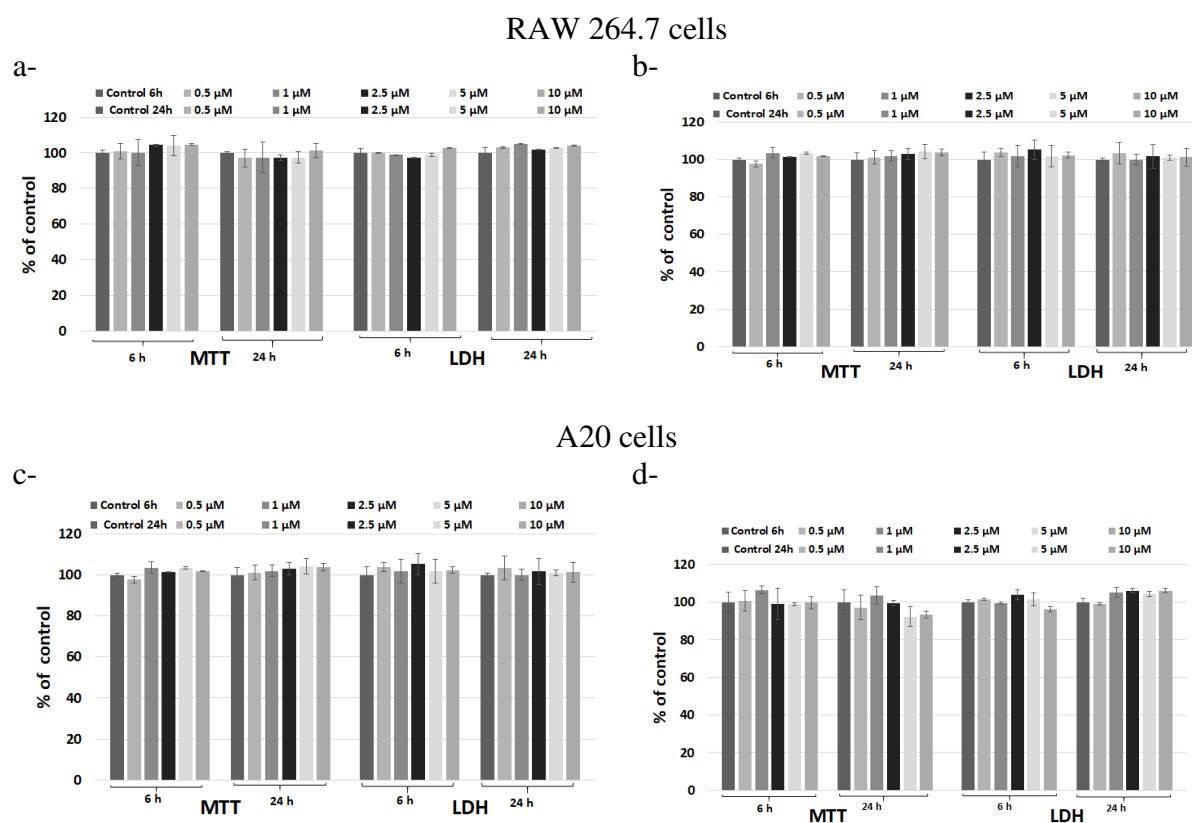 RAW 264.7 cells
a-
Control 6h 0.5 µM 1 µM 2.5 µM 5 µM 10 µM
Control 24h 0.5 µM 1 µM 2.5 µM 5 µM 10 µM
120
100
80
60
40
20
0
% of control
6 h MTT 24 h 6 h LDH 24 h
b-
Control 6h 0.5 µM 1 µM 2.5 µM 5 µM 10 µM
Control 24h 0.5 µM 1 µM 2.5 µM 5 µM 10 µM
120
100
80
60
40
20
0
% of control
6 h MTT 24 h 6 h LDH 24 h
A20 cells
c-
Control 6h 0.5 µM 1 µM 2.5 µM 5 µM 10 µM
Control 24h 0.5 µM 1 µM 2.5 µM 5 µM 10 µM
120
100
80
60
40
20
0
% of control
6 h MTT 24 h 6 h LDH 24 h
d-
Control 6h 0.5 µM 1 µM 2.5 µM 5 µM 10 µM
Control 24h 0.5 µM 1 µM 2.5 µM 5 µM 10 µM
120
100
80
60
40
20
0
% of control
6 h MTT 24 h 6 h LDH 24 h